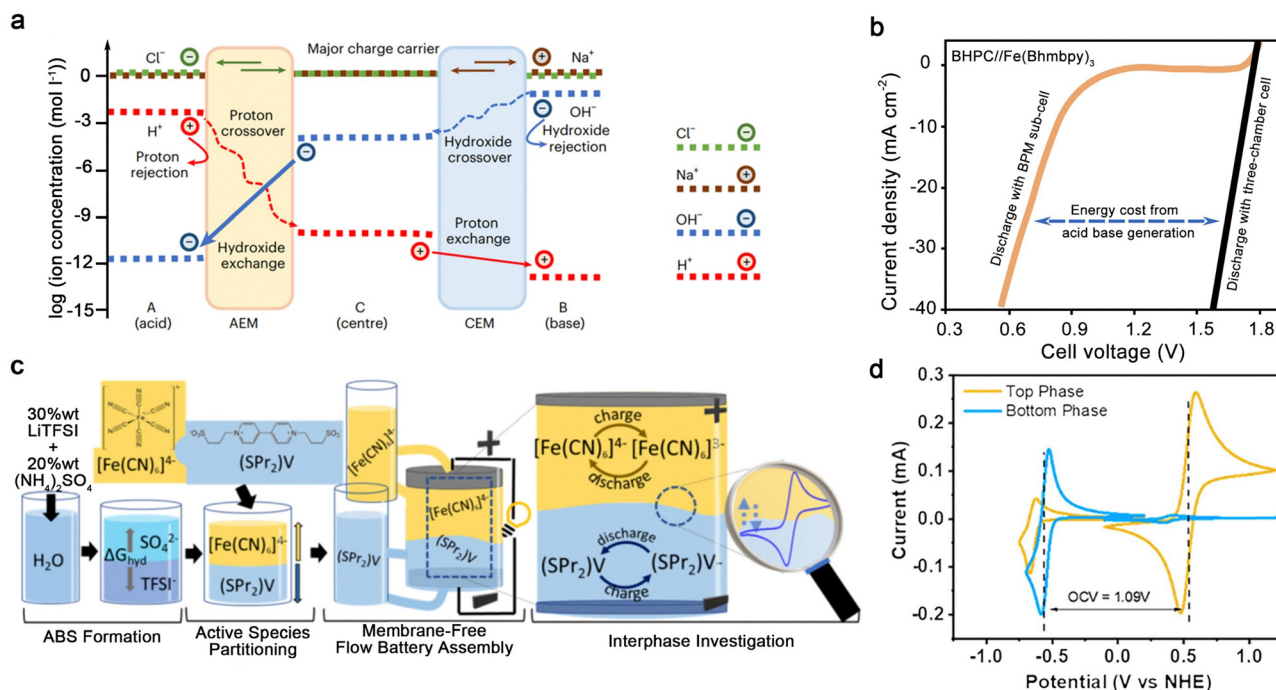 a
log (ion concentration (mol l⁻¹))
0
-3
-6
-9
-12
-15
Cl⁻
Major charge carrier
Na⁺
H⁺
Proton
rejection
Proton
crossover
Hydroxide
exchange
Hydroxide
crossover
Proton
exchange
OH⁻
Hydroxide
rejection
A
(acid)
AEM
C
(centre)
CEM
B
(base)
Cl⁻
Na⁺
OH⁻
H⁺
b
BHPC//Fe(Bhmbpy)₃
Current density (mA cm⁻²)
0
-10
-20
-30
-40
Discharge with BPM sub-cell
Energy cost from
acid base generation
Discharge with three-chamber cell
0.3 0.6 0.9 1.2 1.5 1.8
Cell voltage (V)
c
30%wt
LiTFSI
+
20%wt
(NH₄)₂SO₄
[Fe(CN)₆]⁴⁻
(SPr₂)V
H₂O
ΔG_hyd
SO₄²⁻
TFSI⁻
[Fe(CN)₆]⁴⁻
(SPr₂)V
[Fe(CN)₆]⁴⁻
(SPr₂)V
[Fe(CN)₆]⁴⁻
(SPr₂)V
charge
[Fe(CN)₆]⁴⁻ [Fe(CN)₆]³⁻
discharge
discharge
(SPr₂)V (SPr₂)V⁻
charge
ABS Formation
Active Species
Partitioning
Membrane-Free
Flow Battery Assembly
Interphase Investigation
d
Top Phase
Bottom Phase
Current (mA)
0.3
0.2
0.1
0.0
-0.1
-0.2
OCV = 1.09V
-1.0 -0.5 0.0 0.5 1.0
Potential (V vs NHE)